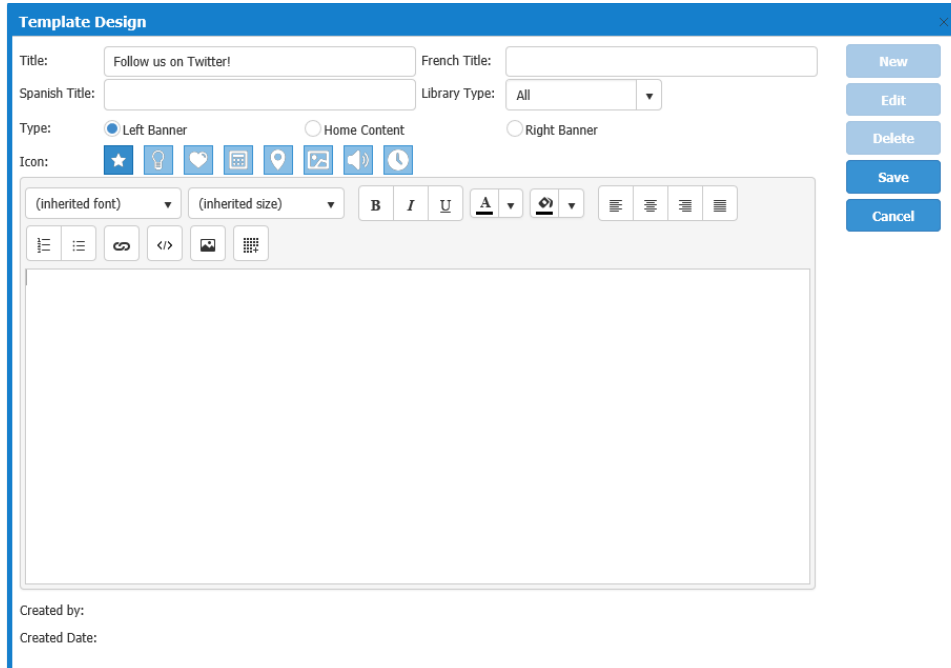 Template Design
Title: Follow us on Twitter! French Title:
New
Spanish Title: Library Type: All
Edit
Type: Left Banner Home Content Right Banner
Delete
Icon:
Save
(inherited font) (inherited size) B I U A
Cancel
Created by:
Created Date: